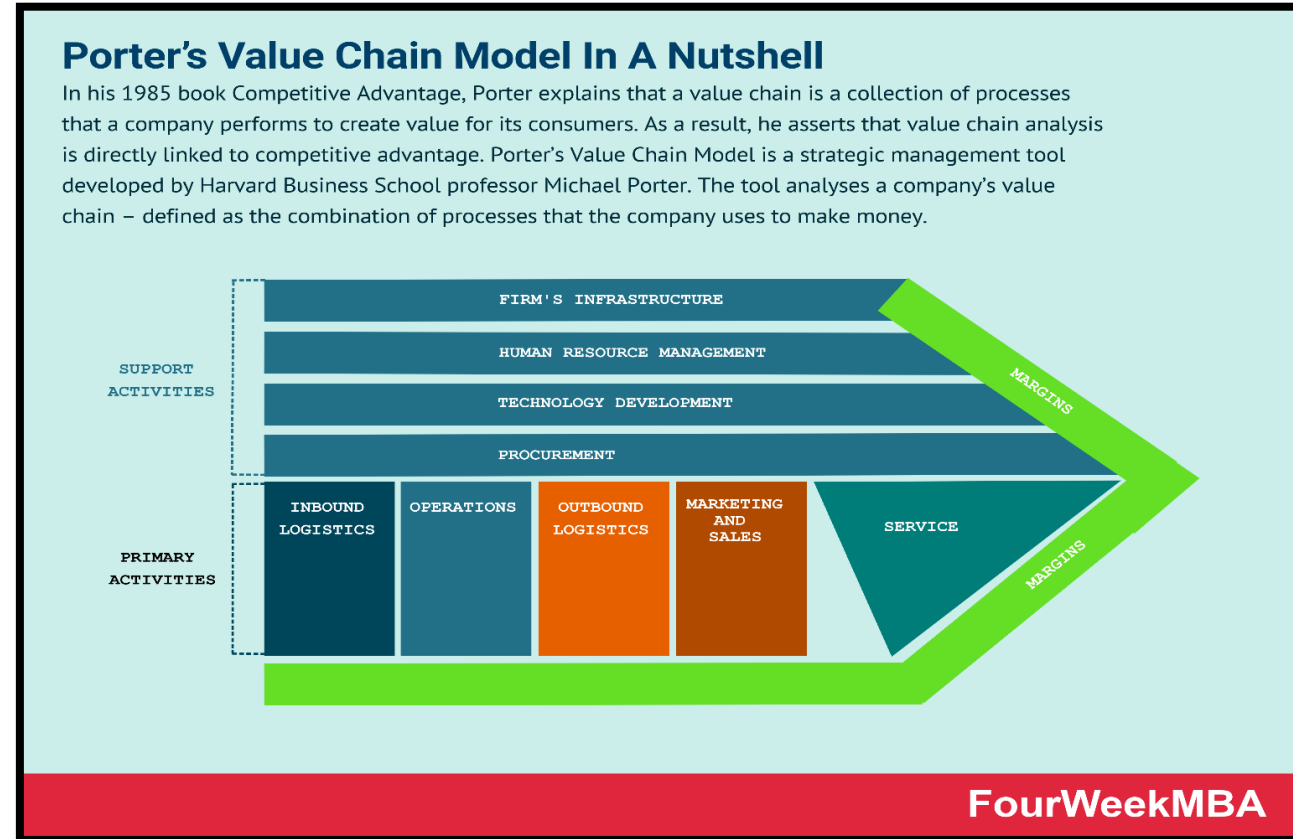 Porter's Value Chain Model In A Nutshell
In his 1985 book Competitive Advantage, Porter explains that a value chain is a collection of processes
that a company performs to create value for its consumers. As a result, he asserts that value chain analysis
is directly linked to competitive advantage. Porter's Value Chain Model is a strategic management tool
developed by Harvard Business School professor Michael Porter. The tool analyses a company's value
chain – defined as the combination of processes that the company uses to make money.
SUPPORT
ACTIVITIES
FIRM'S INFRASTRUCTURE
HUMAN RESOURCE MANAGEMENT
TECHNOLOGY DEVELOPMENT
PROCUREMENT
MARGINS
PRIMARY
ACTIVITIES
INBOUND
LOGISTICS
OPERATIONS
OUTBOUND
LOGISTICS
MARKETING
AND
SALES
SERVICE
MARGINS
FourWeekMBA